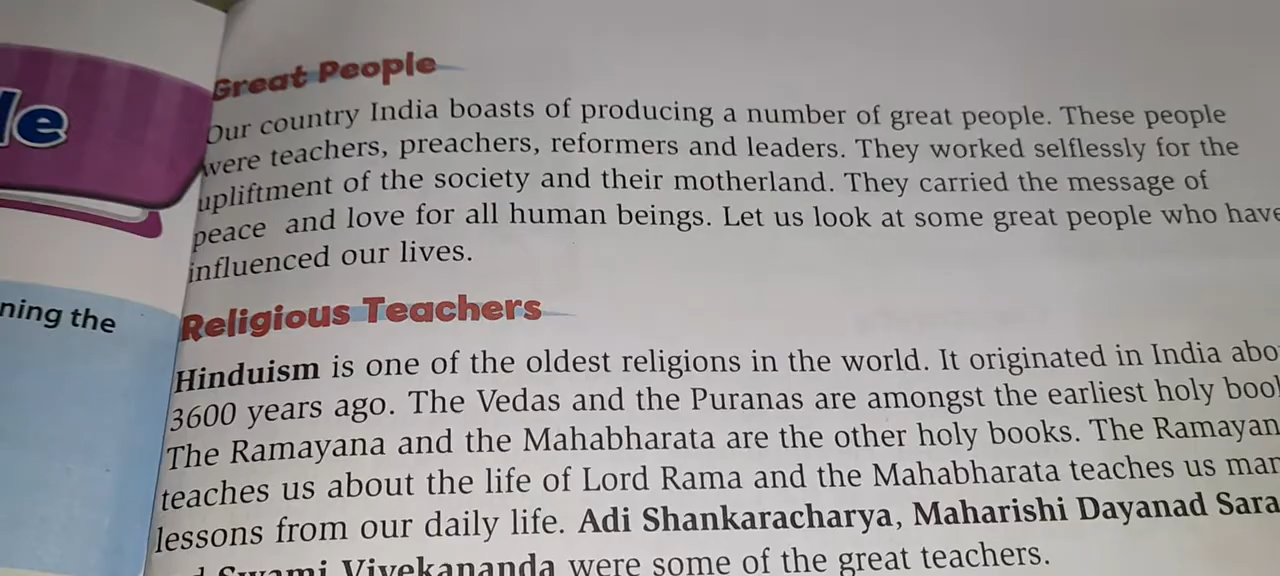 le
ning the
Great People
Our country India boasts of producing a number of great people. These people
were teachers, preachers, reformers and leaders. They worked selflessly for the
upliftment of the society and their motherland. They carried the message of
peace and love for all human beings. Let us look at some great people who have
influenced our lives.
Religious Teachers
Hinduism is one of the oldest religions in the world. It originated in India abo
3600 years ago. The Vedas and the Puranas are amongst the earliest holy boo
The Ramayana and the Mahabharata are the other holy books. The Ramayan
teaches us about the life of Lord Rama and the Mahabharata teaches us man
lessons from our daily life. Adi Shankaracharya, Maharishi Dayanad Sara
Swami Vivekananda were some of the great teachers.